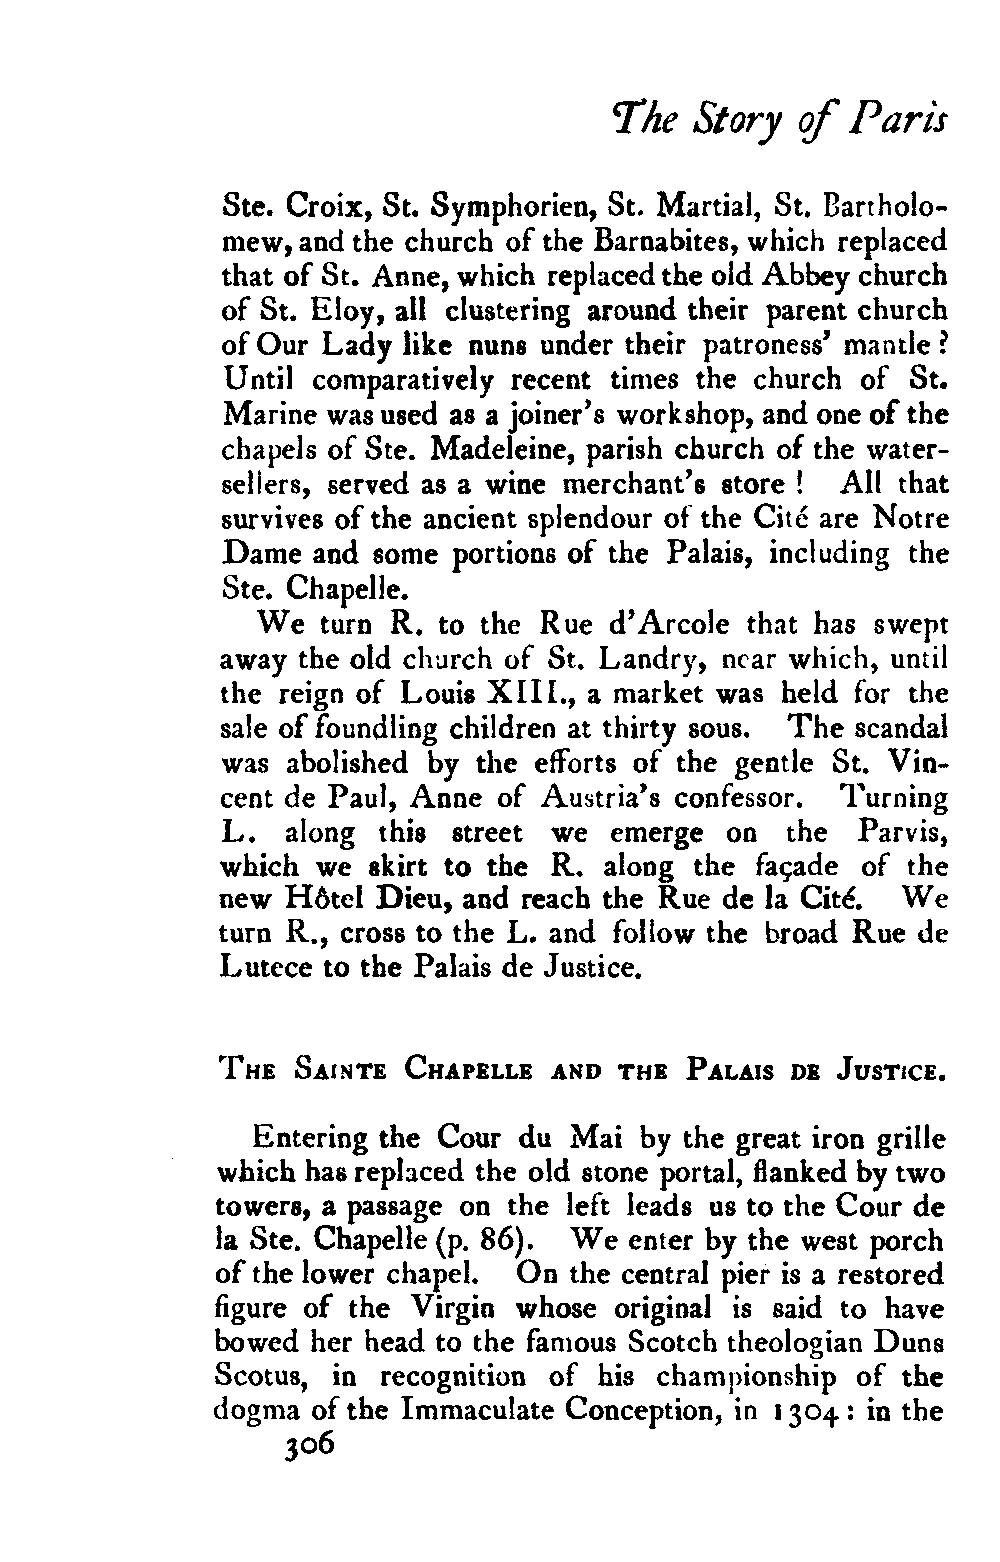 The Story of Paris
Ste. Croix, St. Symphorien, St. Martial, St. Bartholo-
mew, and the church of the Barnabites, which replaced
that of St. Anne, which replaced the old Abbey church
of St. Eloy, all clustering around their parent church
of Our Lady like nuns under their patroness' mantle?
Until comparatively recent times the church of St.
Marine was used as a joiner's workshop, and one of the
chapels of Ste. Madeleine, parish church of the water-
sellers, served as a wine merchant's store! All that
survives of the ancient splendour of the Cité are Notre
Dame and some portions of the Palais, including the
Ste. Chapelle.
We turn R. to the Rue d'Arcole that has swept
away the old church of St. Landry, near which, until
the reign of Louis XIII., a market was held for the
sale of foundling children at thirty sous. The scandal
was abolished by the efforts of the gentle St. Vin-
cent de Paul, Anne of Austria's confessor. Turning
L. along this street we emerge on the Parvis,
which we skirt to the R. along the façade of the
new Hôtel Dieu, and reach the Rue de la Cité. We
turn R., cross to the L. and follow the broad Rue de
Lutece to the Palais de Justice.
THE SAINTE CHAPELLE AND THE PALAIS DE JUSTICE.
Entering the Cour du Mai by the great iron grille
which has replaced the old stone portal, flanked by two
towers, a passage on the left leads us to the Cour de
la Ste. Chapelle (p. 86). We enter by the west porch
of the lower chapel. On the central pier is a restored
figure of the Virgin whose original is said to have
bowed her head to the famous Scotch theologian Duns
Scotus, in recognition of his championship of the
dogma of the Immaculate Conception, in 1304: in the
306